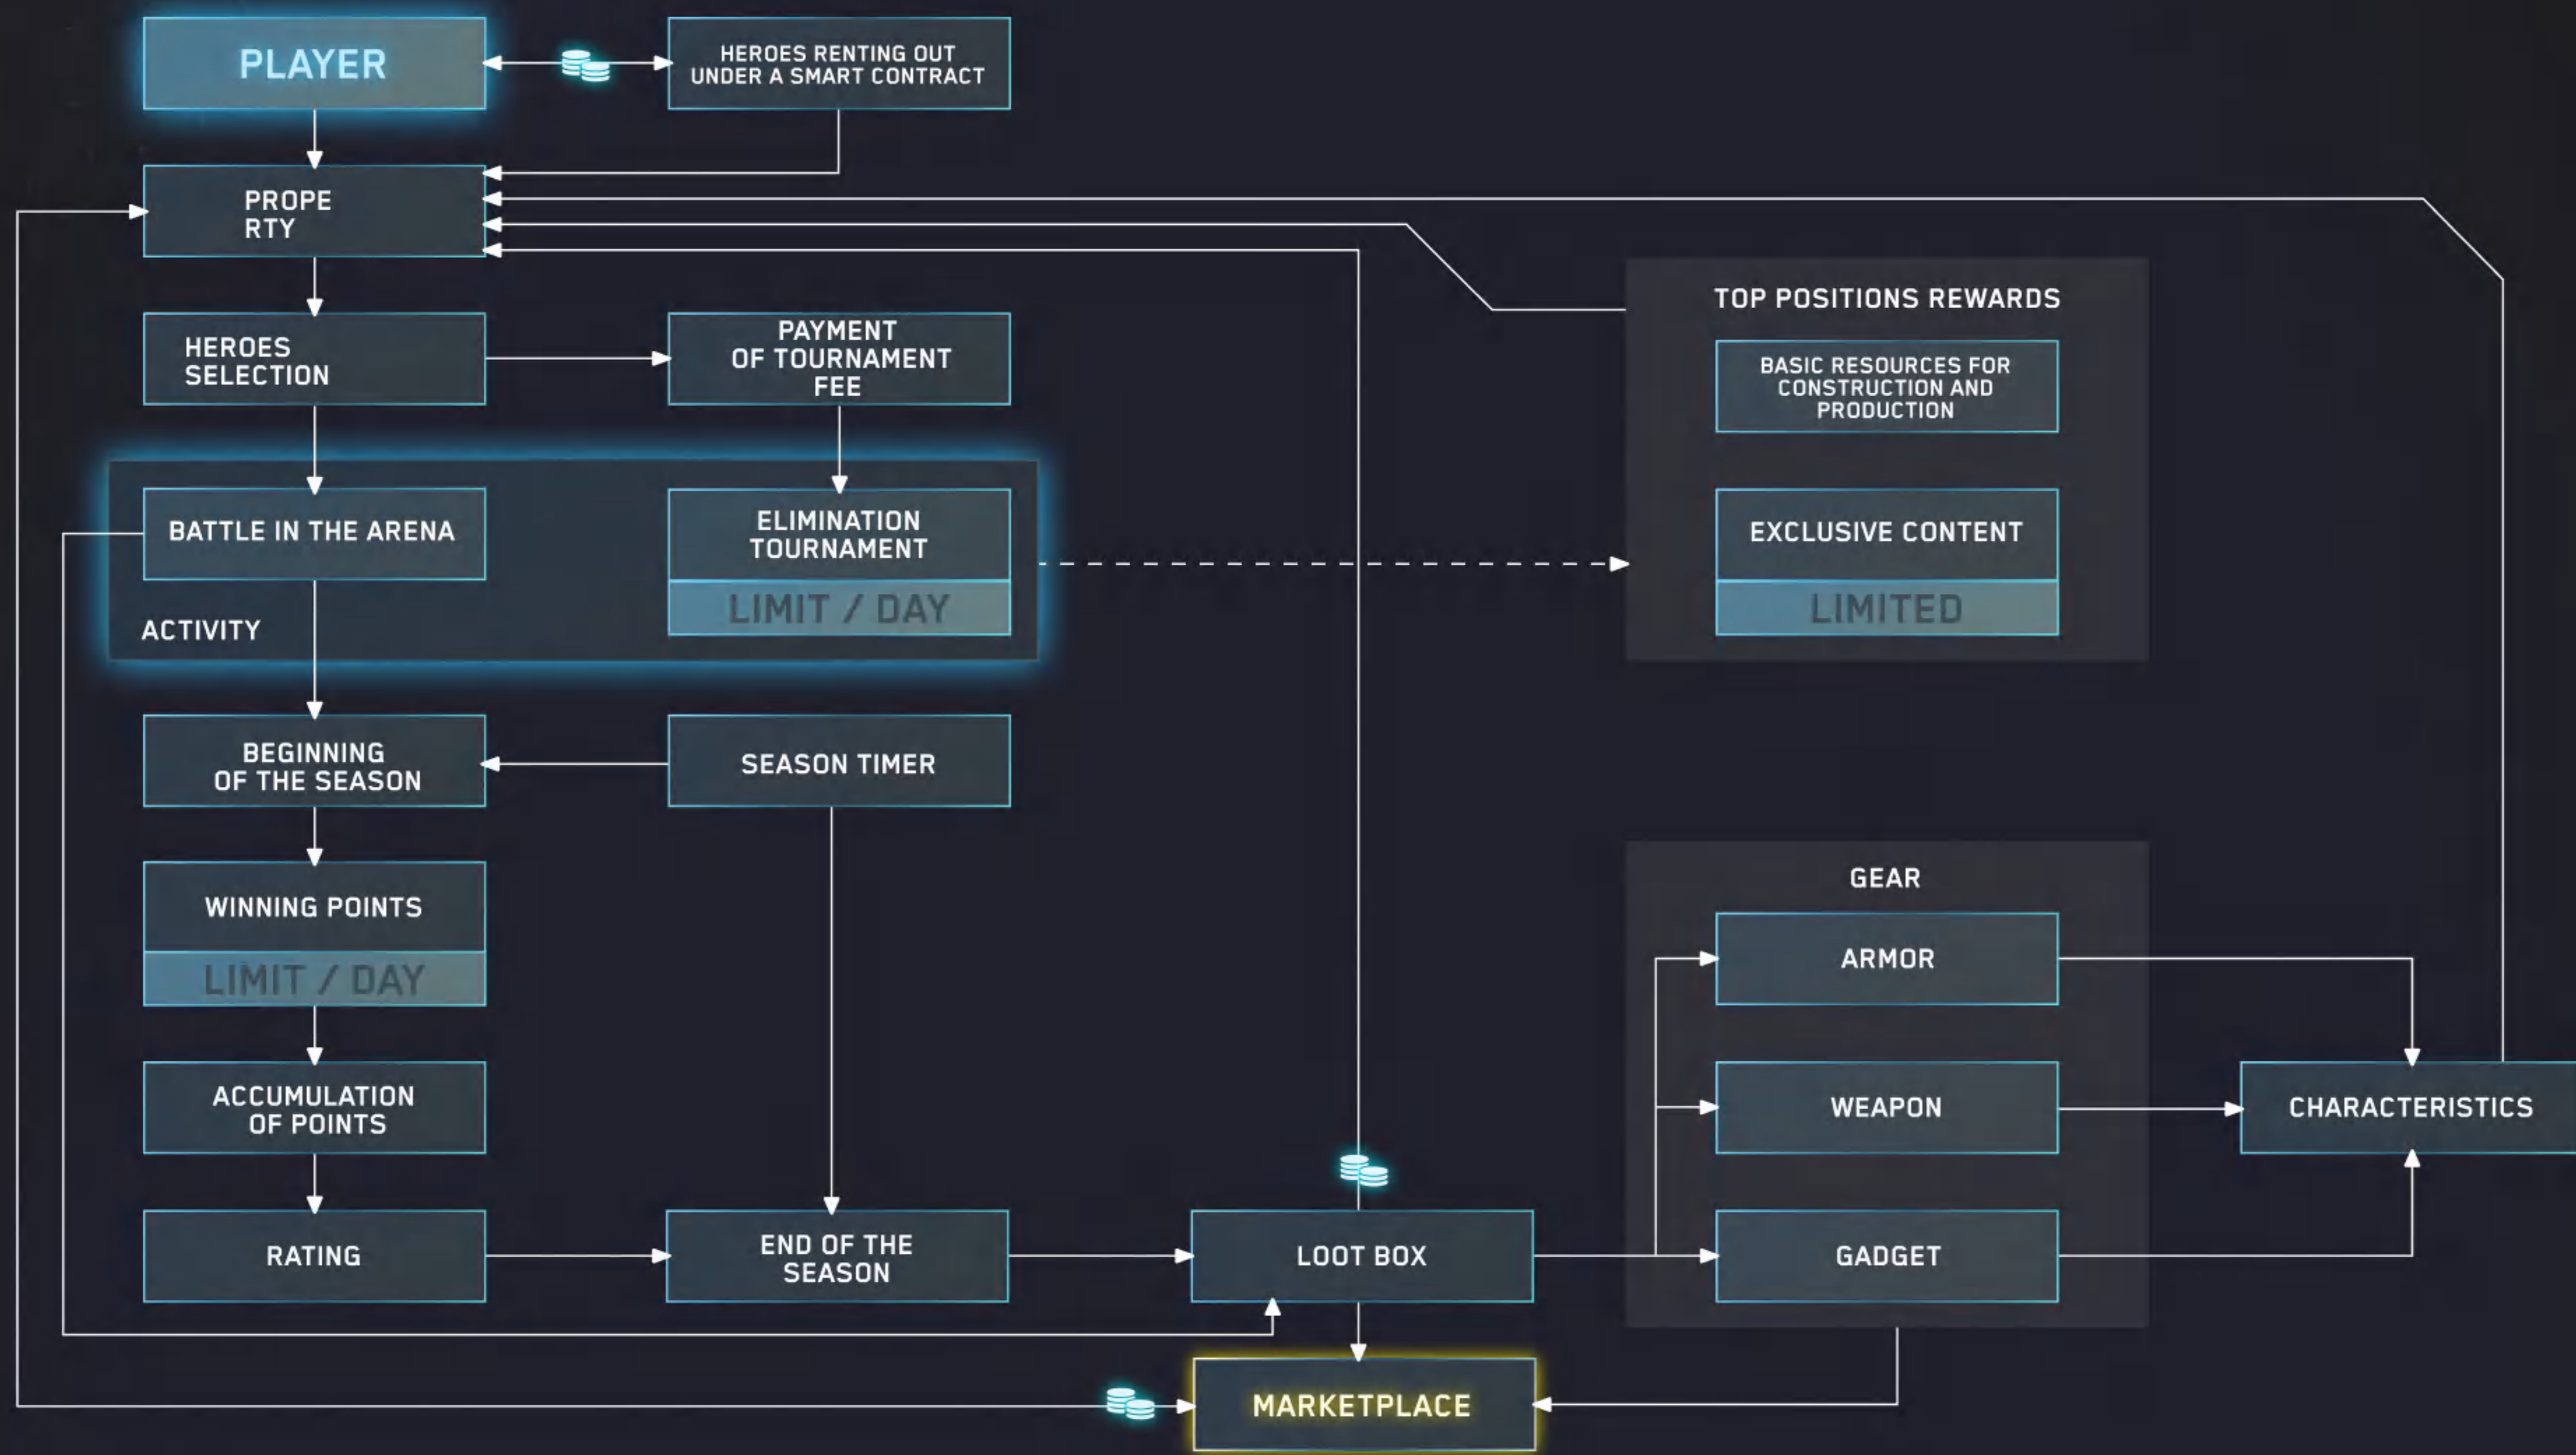 PLAYER
HEROES RENTING OUT
UNDER A SMART CONTRACT
PROPE
RTY
HEROES
SELECTION
PAYMENT
OF TOURNAMENT
FEE
TOP POSITIONS REWARDS
BASIC RESOURCES FOR
CONSTRUCTION AND
PRODUCTION
BATTLE IN THE ARENA
ELIMINATION
TOURNAMENT
LIMIT / DAY
ACTIVITY
EXCLUSIVE CONTENT
LIMITED
BEGINNING
OF THE SEASON
SEASON TIMER
WINNING POINTS
LIMIT / DAY
GEAR
ARMOR
ACCUMULATION
OF POINTS
WEAPON
CHARACTERISTICS
RATING
END OF THE
SEASON
LOOT BOX
GADGET
MARKETPLACE